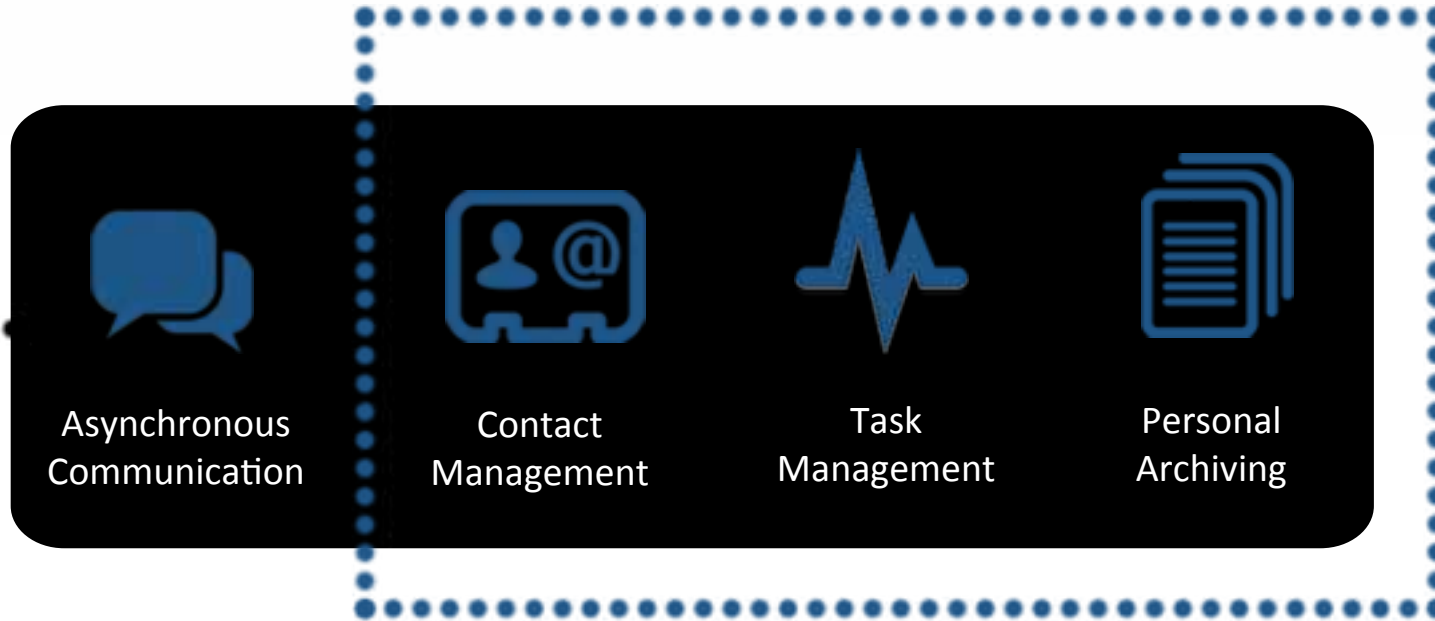 @
Asynchronous
Communication
Contact
Management
Task
Management
Personal
Archiving